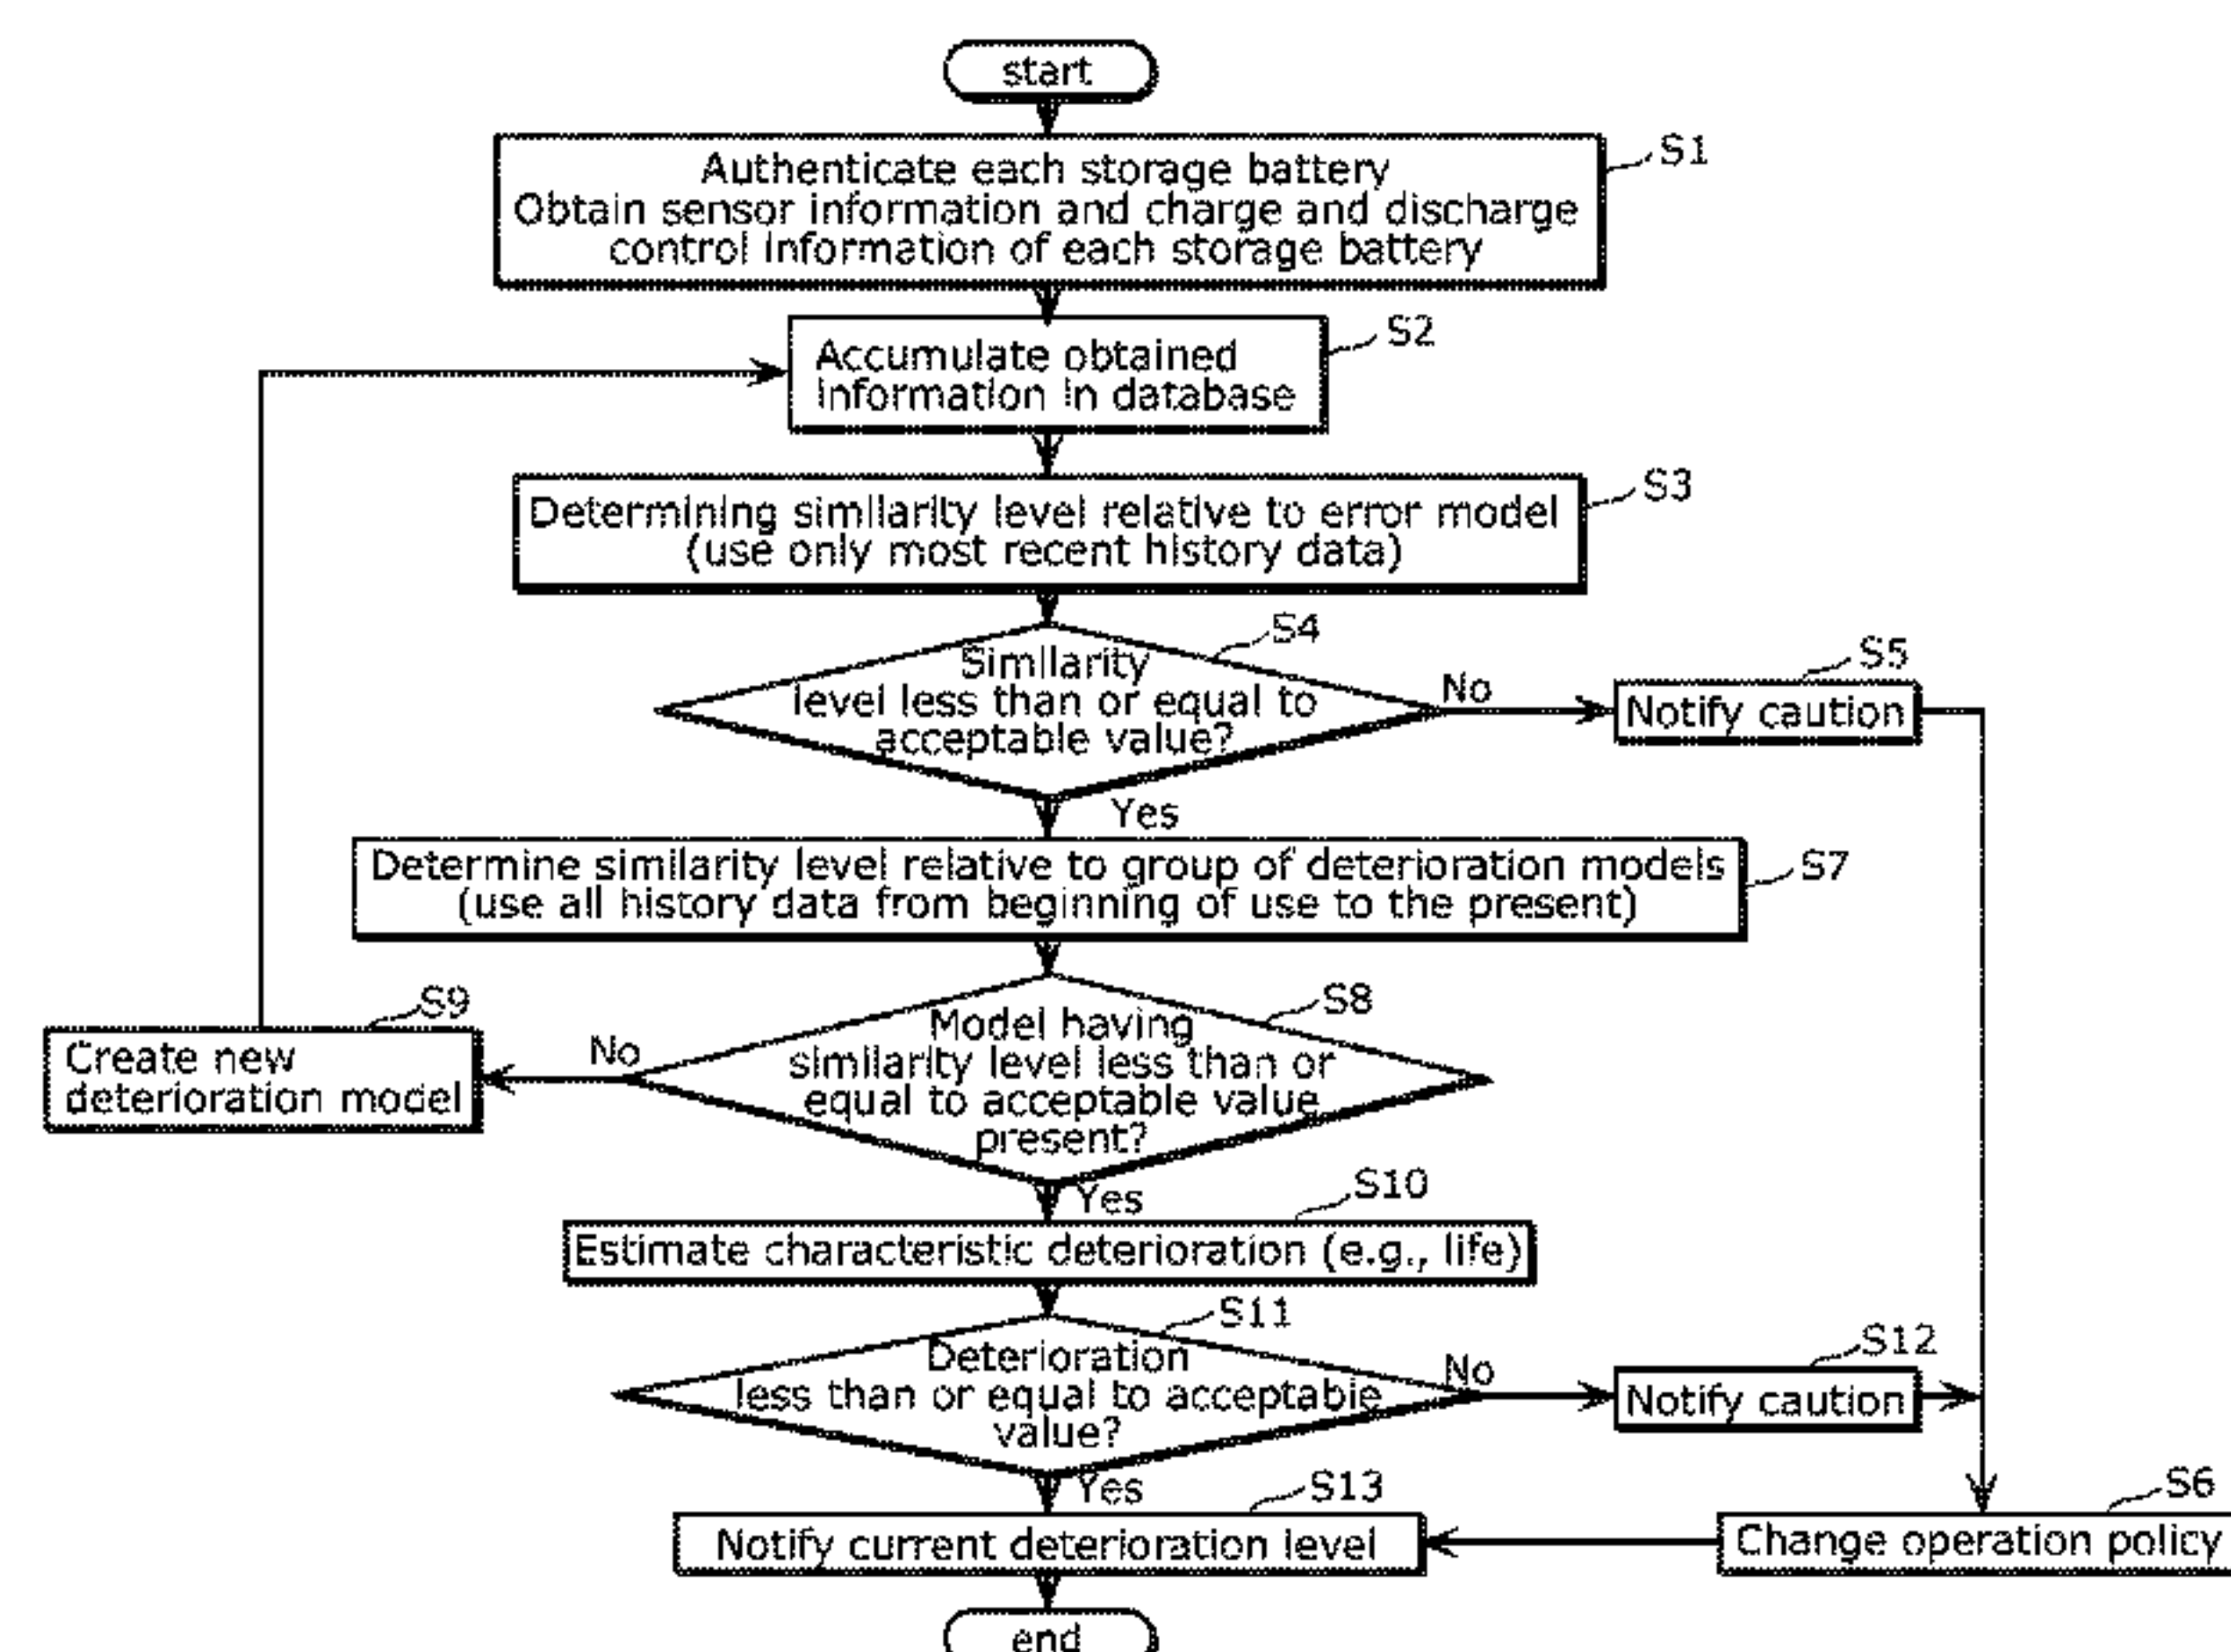 start
S1
Authenticate each storage battery
Obtain sensor information and charge and discharge
control information of each storage battery
S2
Accumulate obtained
information in database
S3
Determining similarity level relative to error model
(use only most recent history data)
S4
Similarity
level less than or equal to
acceptable value?
No
S5
Notify caution
Yes
Determine similarity level relative to group of deterioration models
(use all history data from beginning of use to the present)
S7
S9
Create new
deterioration model
No
S8
Model having
similarity level less than or
equal to acceptable value
present?
Yes
S10
Estimate characteristic deterioration (e.g., life)
S11
Deterioration
less than or equal to acceptable
value?
No
S12
Notify caution
Yes
S13
Notify current deterioration level
S6
Change operation policy
end